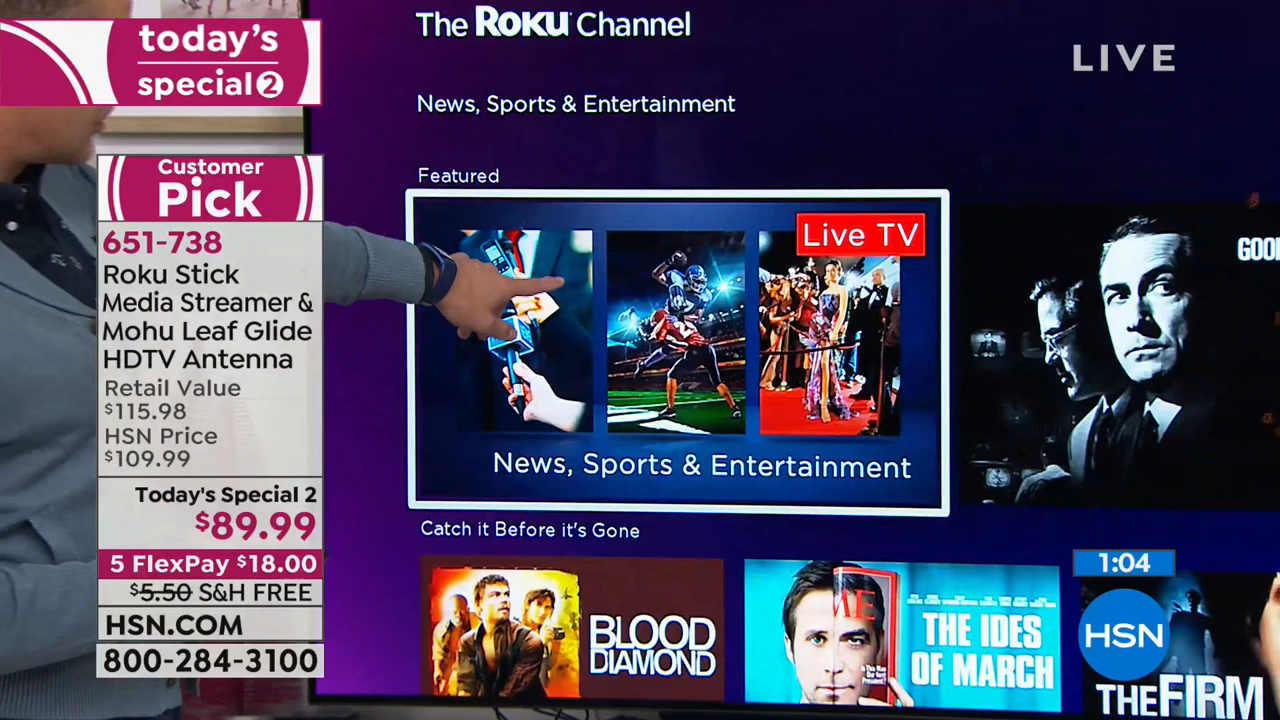 today's
special 2
Customer
Pick
651-738
Roku Stick
Media Streamer &
Mohu Leaf Glide
HDTV Antenna
Retail Value
$115.98
HSN Price
$109.99
Today's Special 2
$89.99
5 FlexPay $18.00
$5.50 S&H FREE
HSN.COM
800-284-3100
The Roku Channel
LIVE
News, Sports & Entertainment
Featured
Live TV
News, Sports & Entertainment
Catch it Before it's Gone
BLOOD
DIAMOND
THE IDES
OF MARCH
1:04
HSN
THE FIRM